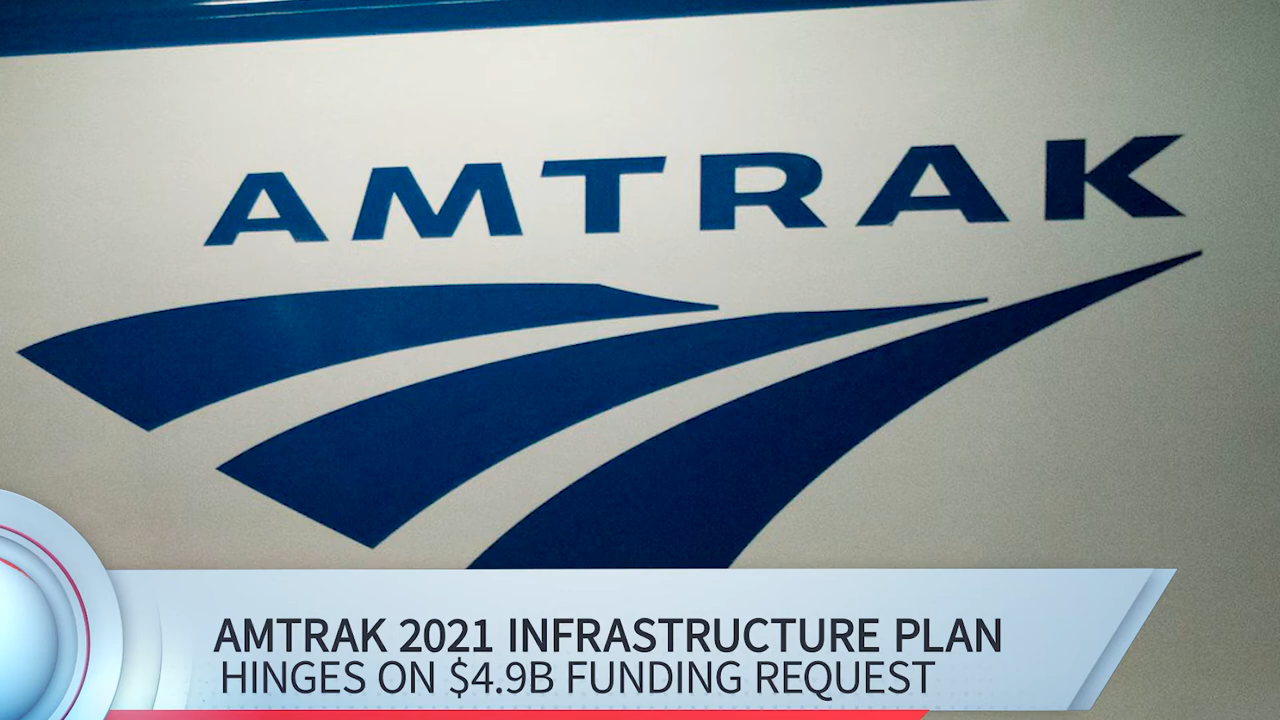 AMTRAK
AMTRAK 2021 INFRASTRUCTURE PLAN
HINGES ON $4.9B FUNDING REQUEST